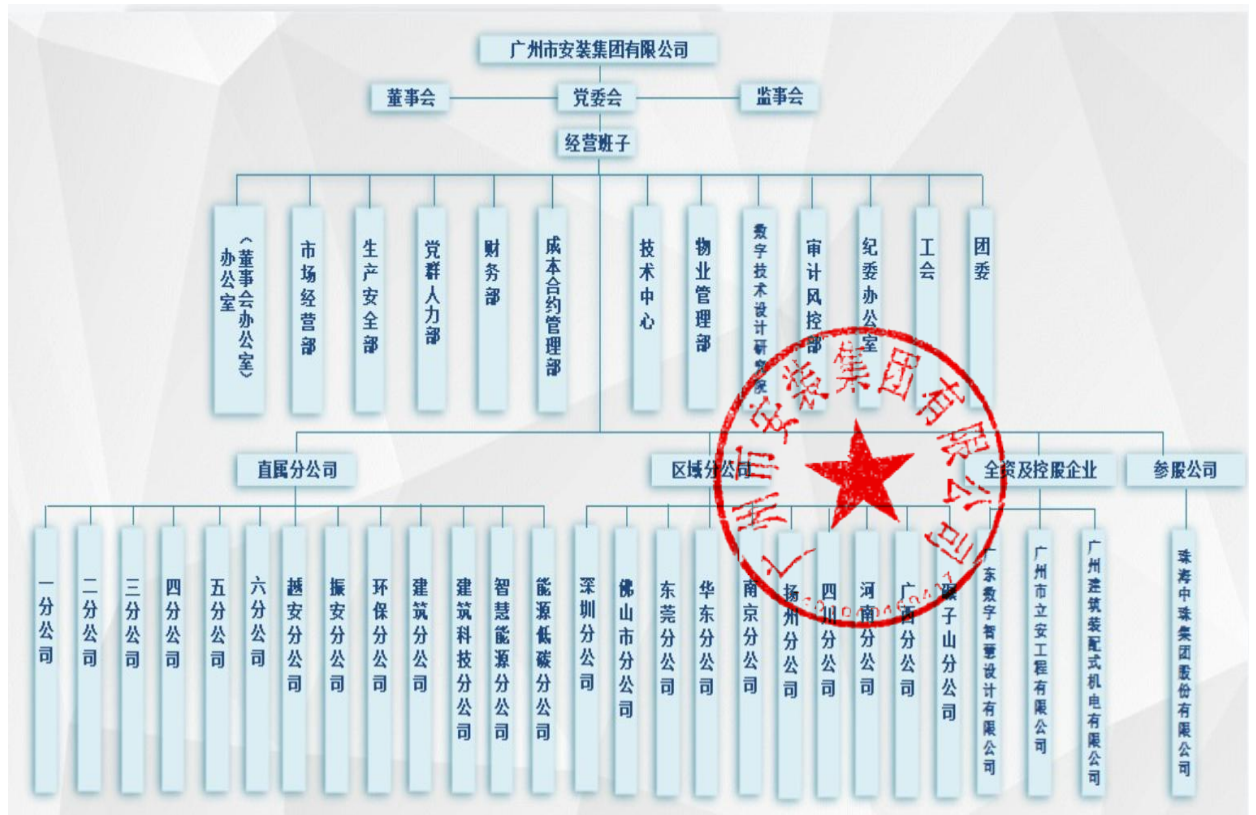 广州市安装集团有限公司
董事会
党委会
监事会
经营班子
办公室
（董事会办公室）
市场经营部
生产安全部
党群人力部
财务部
成本合约管理部
技术中心
物业管理部
数字技术设计研究院
审计风控部
纪委办公室
工会
团委
直属分公司
区域分公司
全资及控股企业
参股公司
一分公司
二分公司
三分公司
四分公司
五分公司
六分公司
越安分公司
振安分公司
环保分公司
建筑分公司
建筑科技分公司
智慧能源分公司
能源低碳分公司
深圳分公司
佛山市分公司
东莞分公司
华东分公司
南京分公司
扬州分公司
四川分公司
河南分公司
广西分公司
子山分公司
广东数字智慧设计有限公司
广州市立安工程有限公司
广州建筑装配式机电有限公司
珠海中珠集团股份有限公司
广州市安装集团有限公司